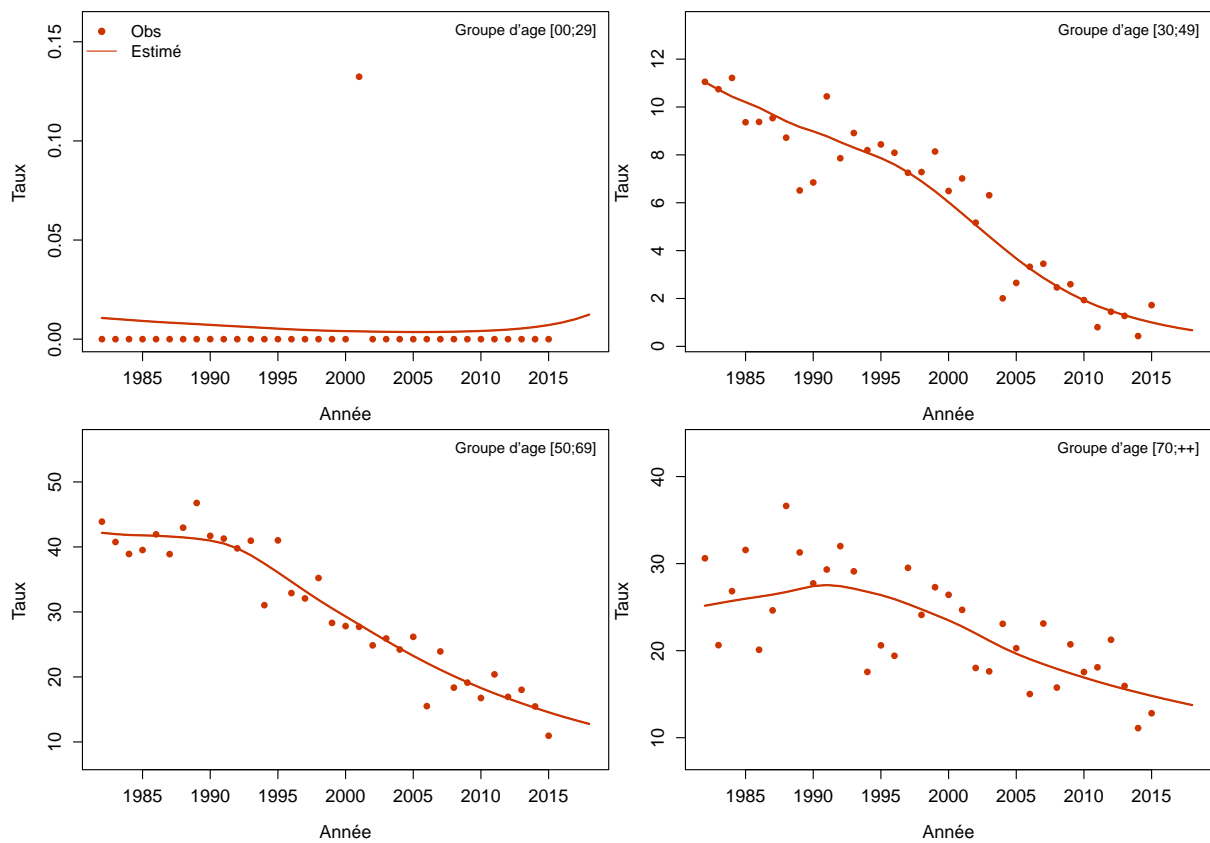 Groupe d'age [00;29]
Obs
Estimé
Taux
0.15
0.10
0.05
0.00
1985 1990 1995 2000 2005 2010 2015
Année
Groupe d'age [30;49]
Taux
12
10
8
6
4
2
0
1985 1990 1995 2000 2005 2010 2015
Année
Groupe d'age [50;69]
Taux
50
40
30
20
10
1985 1990 1995 2000 2005 2010 2015
Année
Groupe d'age [70;++]
Taux
40
30
20
10
1985 1990 1995 2000 2005 2010 2015
Année